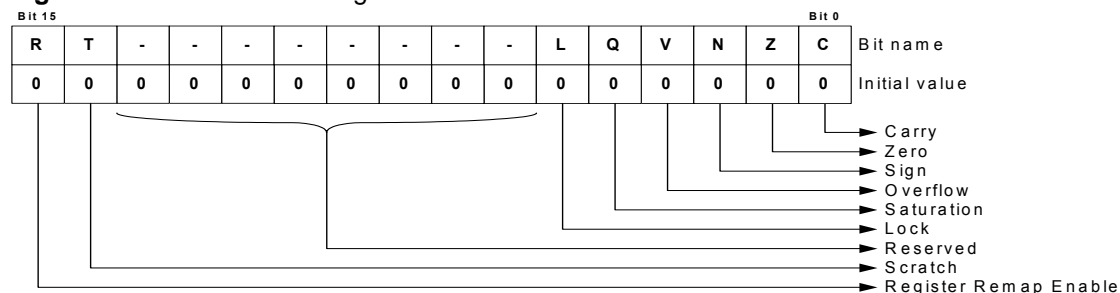 Bit 15 Bit 0
R T - - - - - - - - L Q V N Z C Bit name
0 0 0 0 0 0 0 0 0 0 0 0 0 0 0 0 Initial value
Carry
Zero
Sign
Overflow
Saturation
Lock
Reserved
Scratch
Register Remap Enable